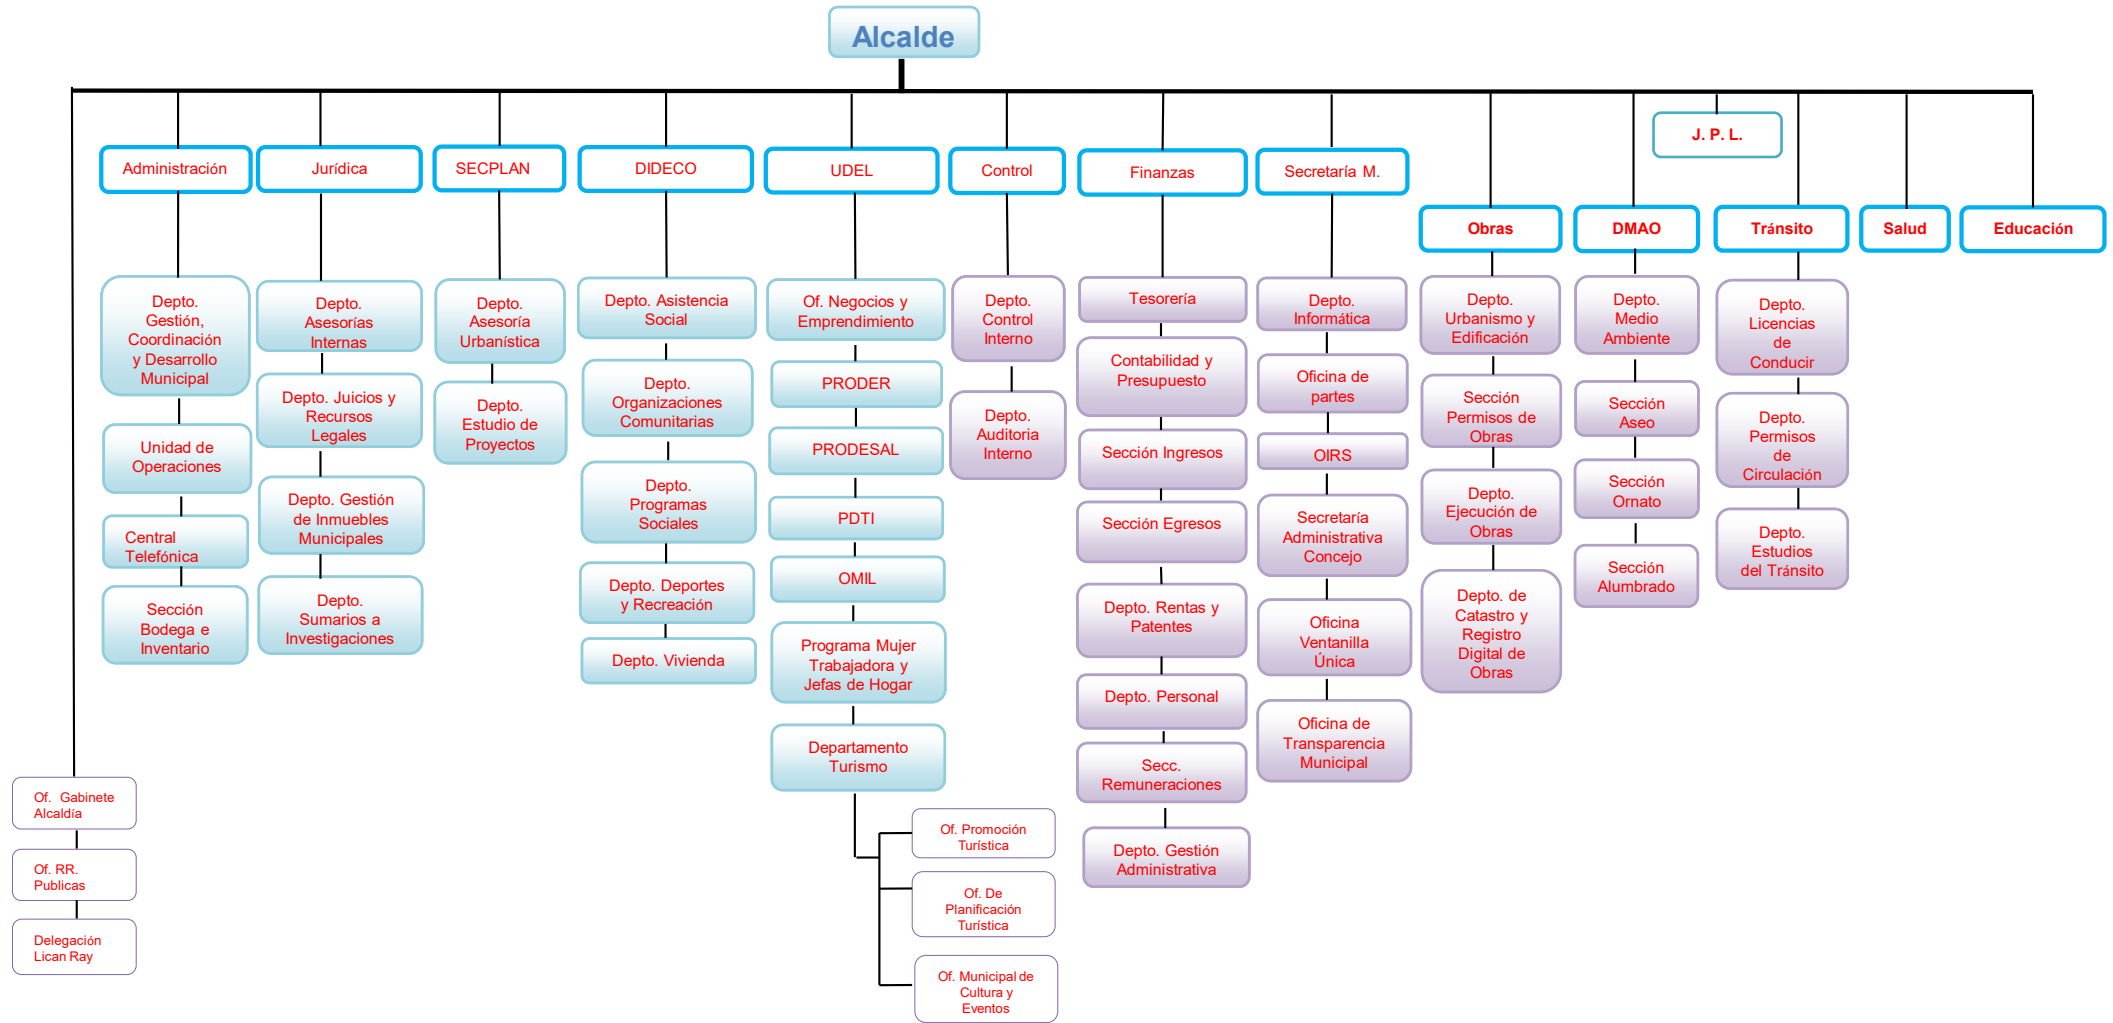 Alcalde
J. P. L.
Administración
Jurídica
SECPLAN
DIDECO
UDEL
Control
Finanzas
Secretaría M.
Obras
DMAO
Tránsito
Salud
Educación
Depto.
Gestión,
Coordinación
y Desarrollo
Municipal
Unidad de
Operaciones
Central
Telefónica
Sección
Bodega e
Inventario
Depto.
Asesorías
Internas
Depto. Juicios y
Recursos
Legales
Depto. Gestión
de Inmuebles
Municipales
Depto.
Sumarios a
Investigaciones
Depto.
Asesoría
Urbanística
Depto.
Estudio de
Proyectos
Depto. Asistencia
Social
Depto.
Organizaciones
Comunitarias
Depto.
Programas
Sociales
Depto. Deportes
y Recreación
Depto. Vivienda
Of. Negocios y
Emprendimiento
PRODER
PRODESAL
PDTI
OMIL
Programa Mujer
Trabajadora y
Jefas de Hogar
Departamento
Turismo
Of. Promoción
Turística
Of. De
Planificación
Turística
Of. Municipal de
Cultura y
Eventos
Depto.
Control
Interno
Depto.
Auditoria
Interno
Tesorería
Contabilidad y
Presupuesto
Sección Ingresos
Sección Egresos
Depto. Rentas y
Patentes
Depto. Personal
Secc.
Remuneraciones
Depto. Gestión
Administrativa
Depto.
Informática
Oficina de
partes
OIRS
Secretaría
Administrativa
Concejo
Oficina
Ventanilla
Única
Oficina de
Transparencia
Municipal
Depto.
Urbanismo y
Edificación
Sección
Permisos de
Obras
Depto.
Ejecución de
Obras
Depto. de
Catastro y
Registro
Digital de
Obras
Depto.
Medio
Ambiente
Sección
Aseo
Sección
Ornato
Sección
Alumbrado
Depto.
Licencias
de
Conducir
Depto.
Permisos
de
Circulación
Depto.
Estudios
del Tránsito
Of. Gabinete
Alcaldía
Of. RR.
Publicas
Delegación
Lican Ray